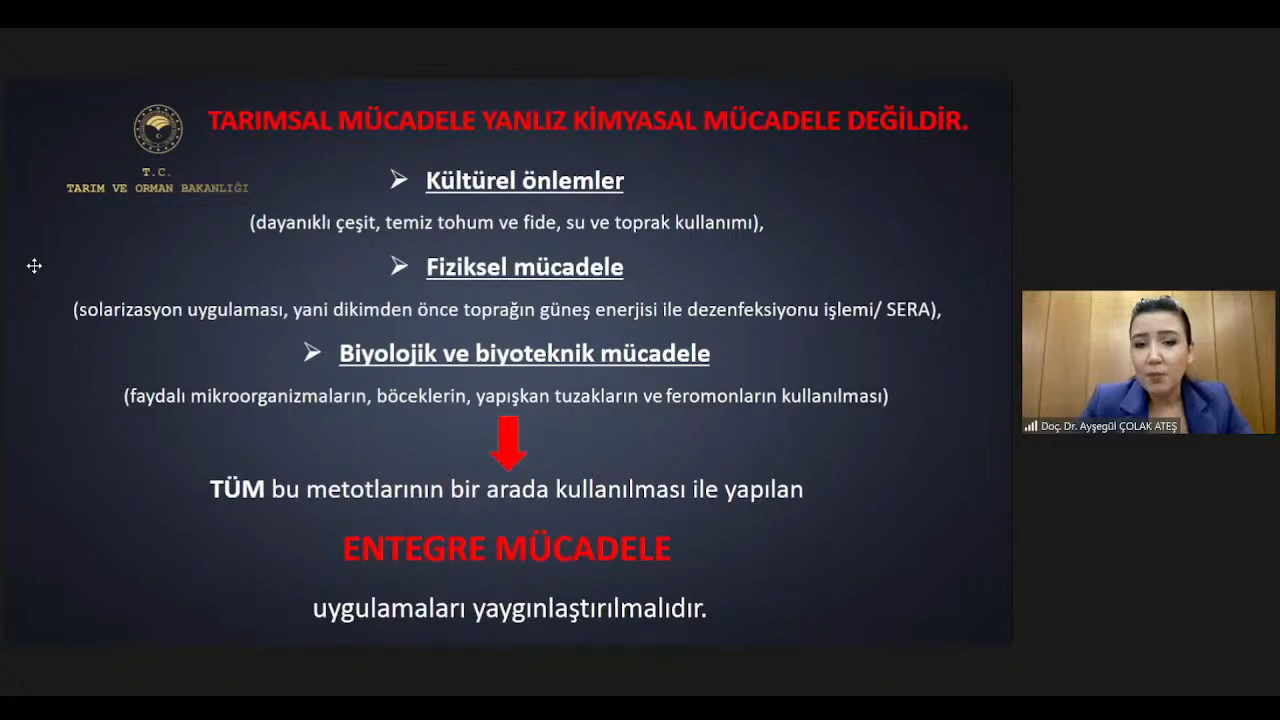 TARIMSAL MÜCADELE YANLIZ KİMYASAL MÜCADELE DEĞİLDİR.
T.C.
TARIM VE ORMAN BAKANLIĞI
Kültürel önlemler
(dayanıklı çeşit, temiz tohum ve fide, su ve toprak kullanımı),
Fiziksel mücadele
(solarizasyon uygulaması, yani dikimden önce toprağın güneş enerjisi ile dezenfeksiyonu işlemi/ SERA),
Biyolojik ve biyoteknik mücadele
(faydalı mikroorganizmaların, böceklerin, yapışkan tuzakların ve feromonların kullanılması)
TÜM bu metotlarının bir arada kullanılması ile yapılan
ENTEGRE MÜCADELE
uygulamaları yaygınlaştırılmalıdır.
Doç. Dr. Ayşegül ÇOLAK ATEŞ